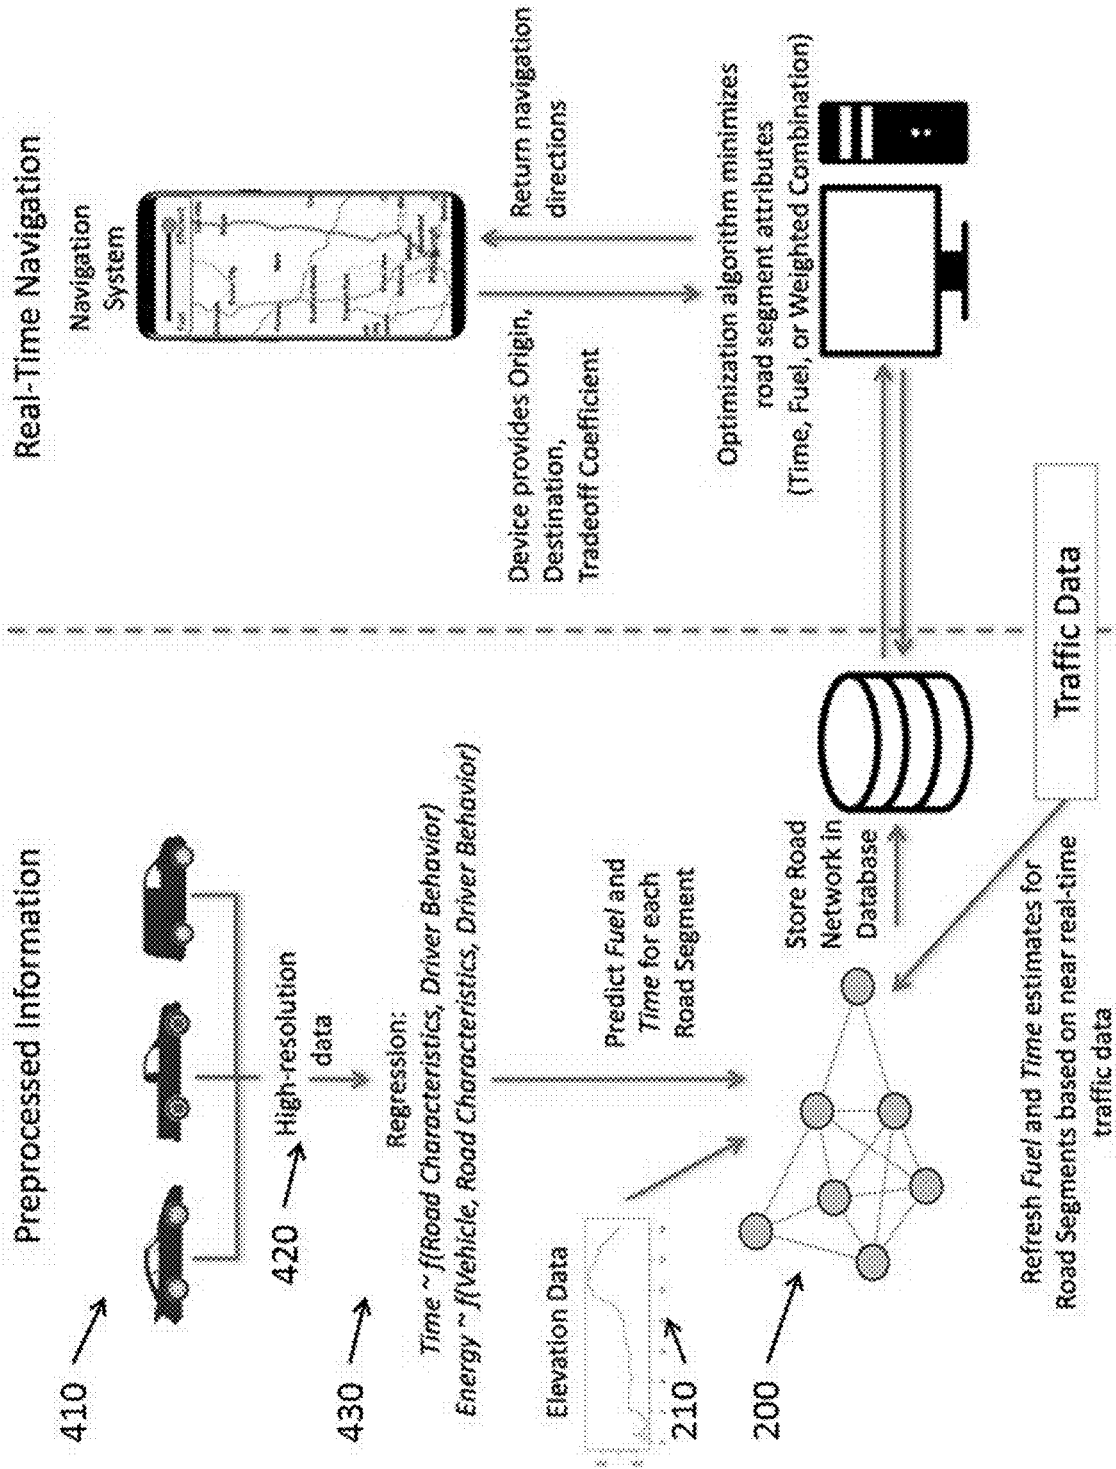 Preprocessed Information
410
420
High-resolution
data
430
Regression:
Time ~ f(Road Characteristics, Driver Behavior)
Energy ~ f(Vehicle, Road Characteristics, Driver Behavior)
Elevation Data
210
Predict Fuel and
Time for each
Road Segment
200
Store Road
Network in
Database
Refresh Fuel and Time estimates for
Road Segments based on near real-time
traffic data
Traffic Data
Real-Time Navigation
Navigation
System
Device provides Origin,
Destination,
Tradeoff Coefficient
Return navigation
directions
Optimization algorithm minimizes
road segment attributes
(Time, Fuel, or Weighted Combination)